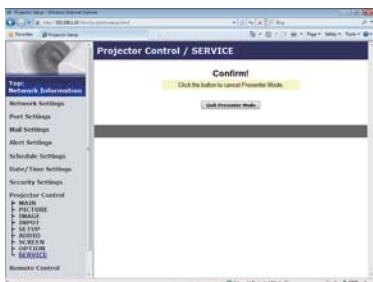 Projector Control / SERVICE
Confirm!
Click the button to cancel Presenter Mode.
Quit Presenter Mode
Top:
Network Information
Network Settings
Port Settings
Mail Settings
Alert Settings
Schedule Settings
Date/Time Settings
Security Settings
Projector Control
MAIN
PICTURE
IMAGE
INPUT
SETUP
AUDIO
SCREEN
OPTION
SERVICE
Remote Control